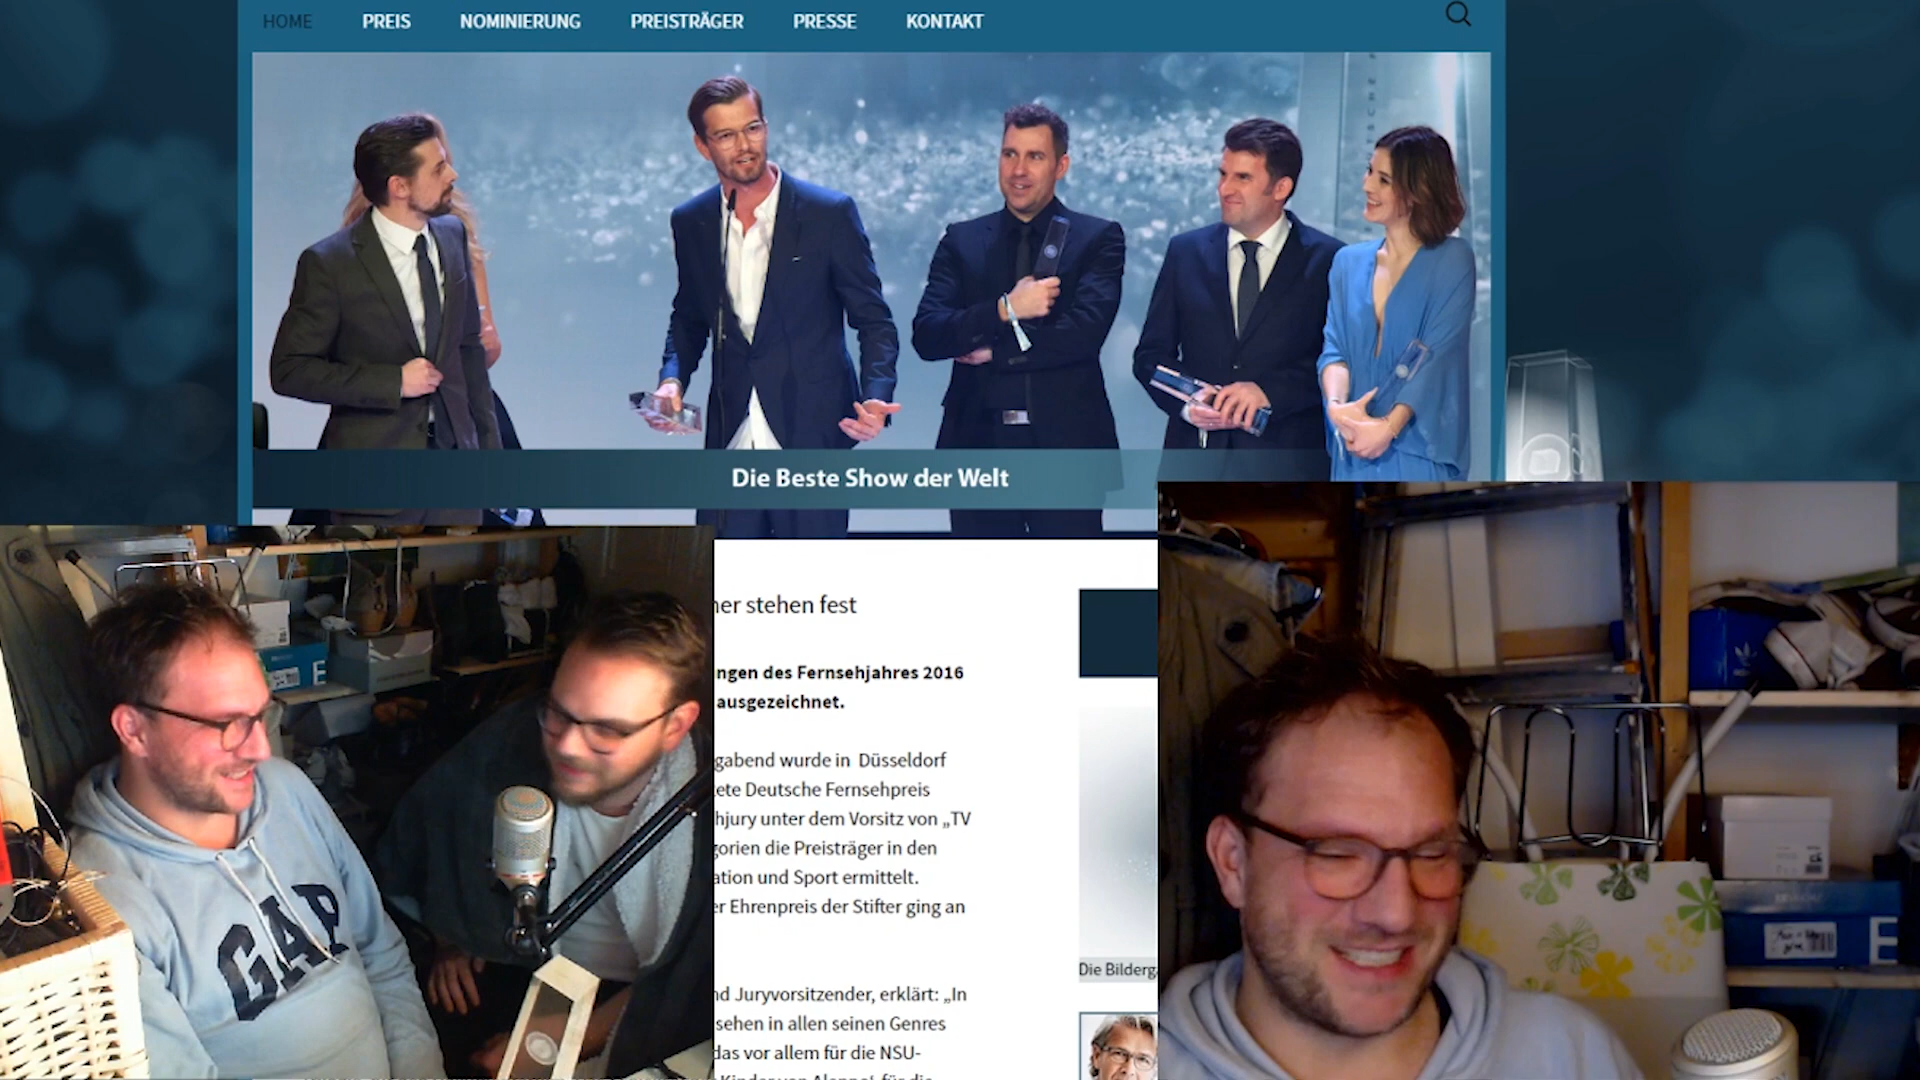 HOME PREIS NOMINIERUNG PREISTRÄGER PRESSE KONTAKT
Die Beste Show der Welt
ner stehen fest
ngen des Fernsehjahres 2016
ausgezeichnet.
gabend wurde in Düsseldorf
ete Deutsche Fernsehpreis
hjury unter dem Vorsitz von „TV
gorien die Preisträger in den
ation und Sport ermittelt.
er Ehrenpreis der Stifter ging an
Die Bilderg
nd Juryvorsitzender, erklärt: „In
sehen in allen seinen Genres
das vor allem für die NSU-
GAP
E
E